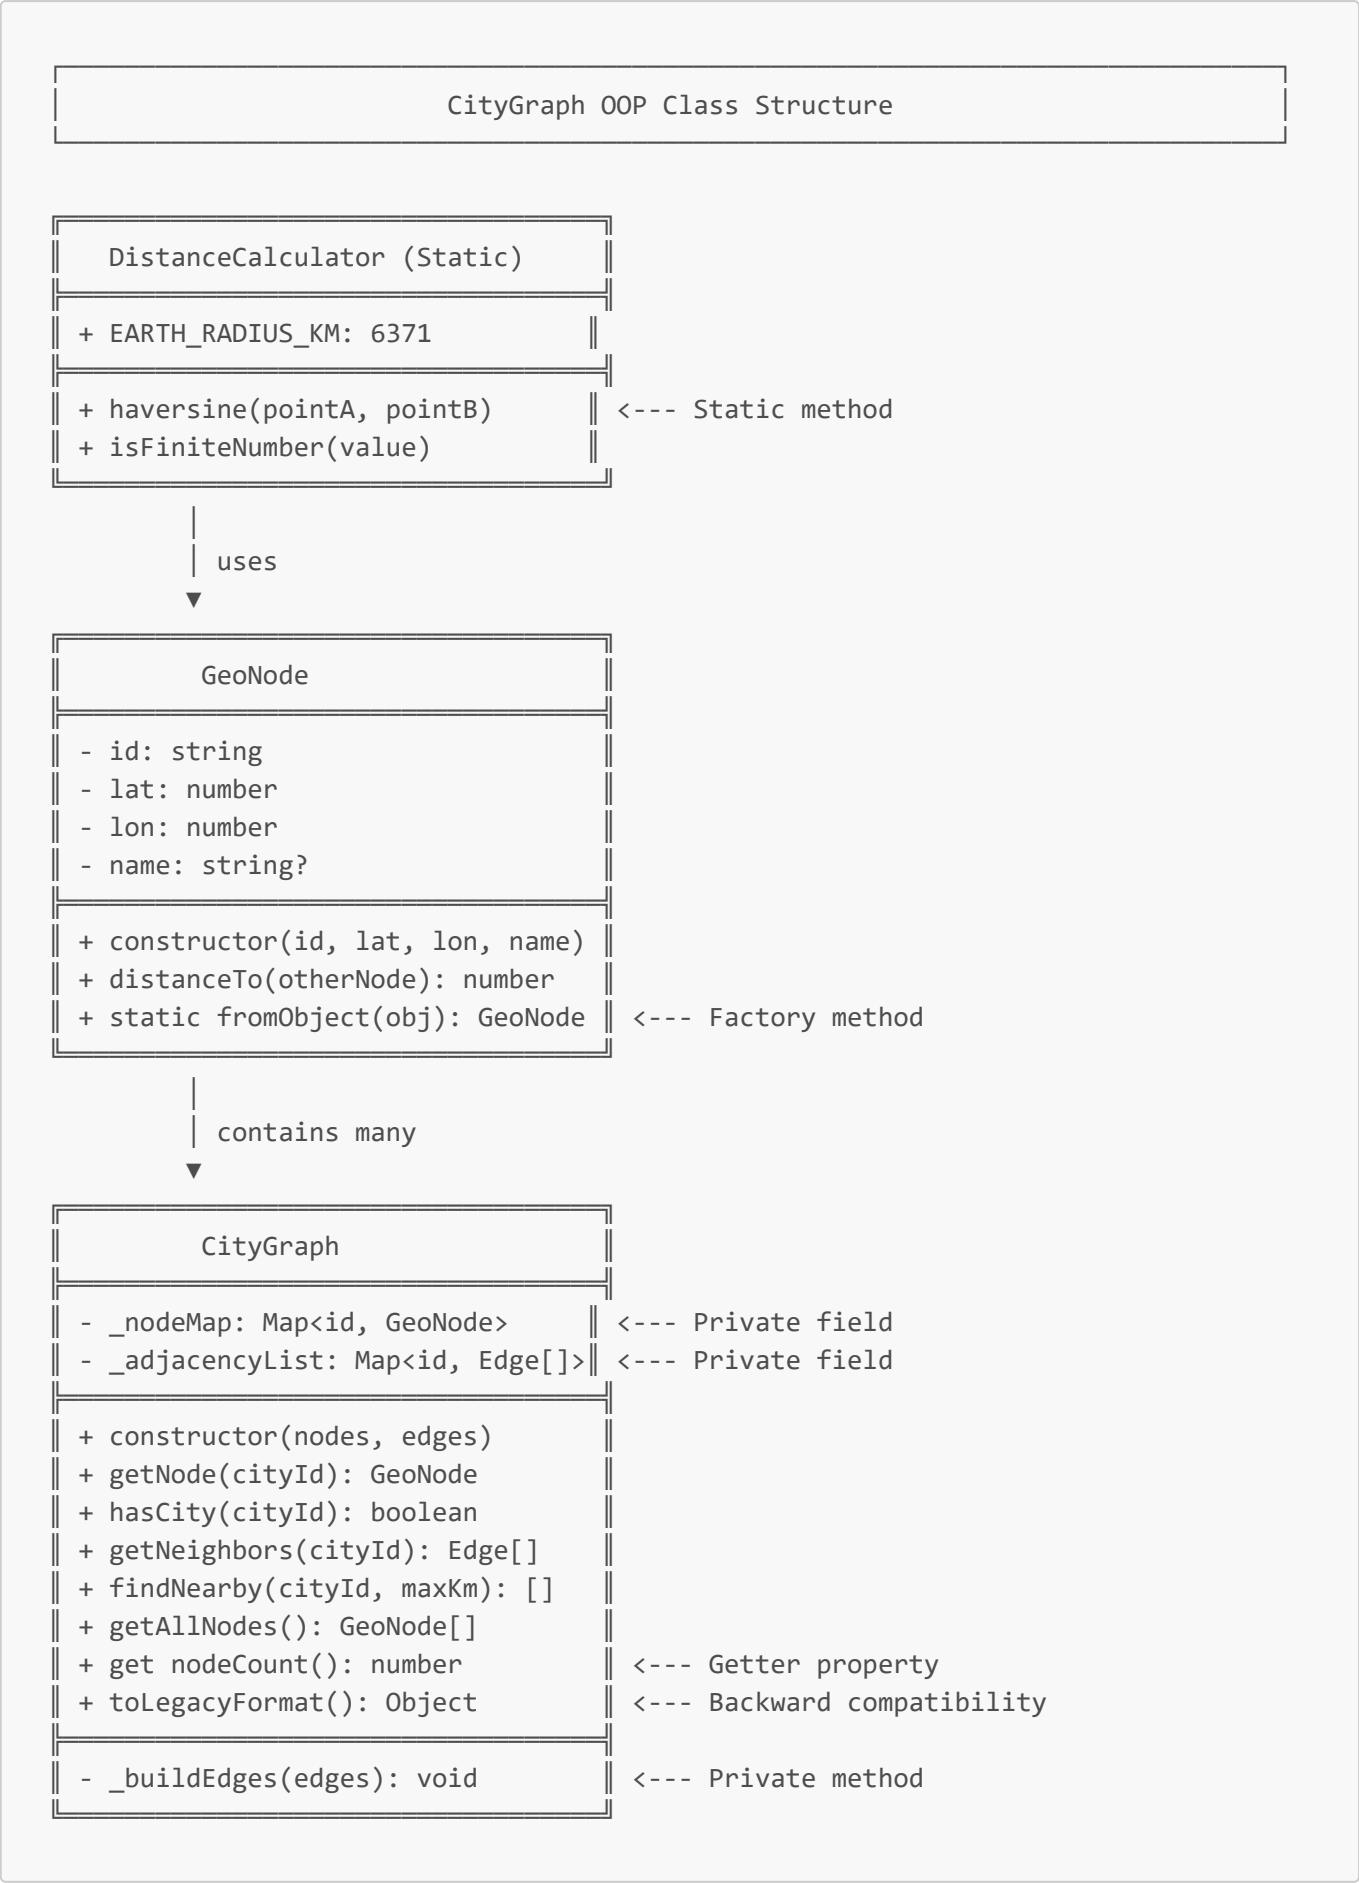 CityGraph OOP Class Structure
DistanceCalculator (Static)
+ EARTH_RADIUS_KM: 6371
+ haversine(pointA, pointB) <--- Static method
+ isFiniteNumber(value)
uses
▼
GeoNode
- id: string
- lat: number
- lon: number
- name: string?
+ constructor(id, lat, lon, name)
+ distanceTo(otherNode): number
+ static fromObject(obj): GeoNode <--- Factory method
contains many
▼
CityGraph
- _nodeMap: Map<id, GeoNode> <--- Private field
- _adjacencyList: Map<id, Edge[]> <--- Private field
+ constructor(nodes, edges)
+ getNode(cityId): GeoNode
+ hasCity(cityId): boolean
+ getNeighbors(cityId): Edge[]
+ findNearby(cityId, maxKm): []
+ getAllNodes(): GeoNode[]
+ get nodeCount(): number <--- Getter property
+ toLegacyFormat(): Object <--- Backward compatibility
- _buildEdges(edges): void <--- Private method